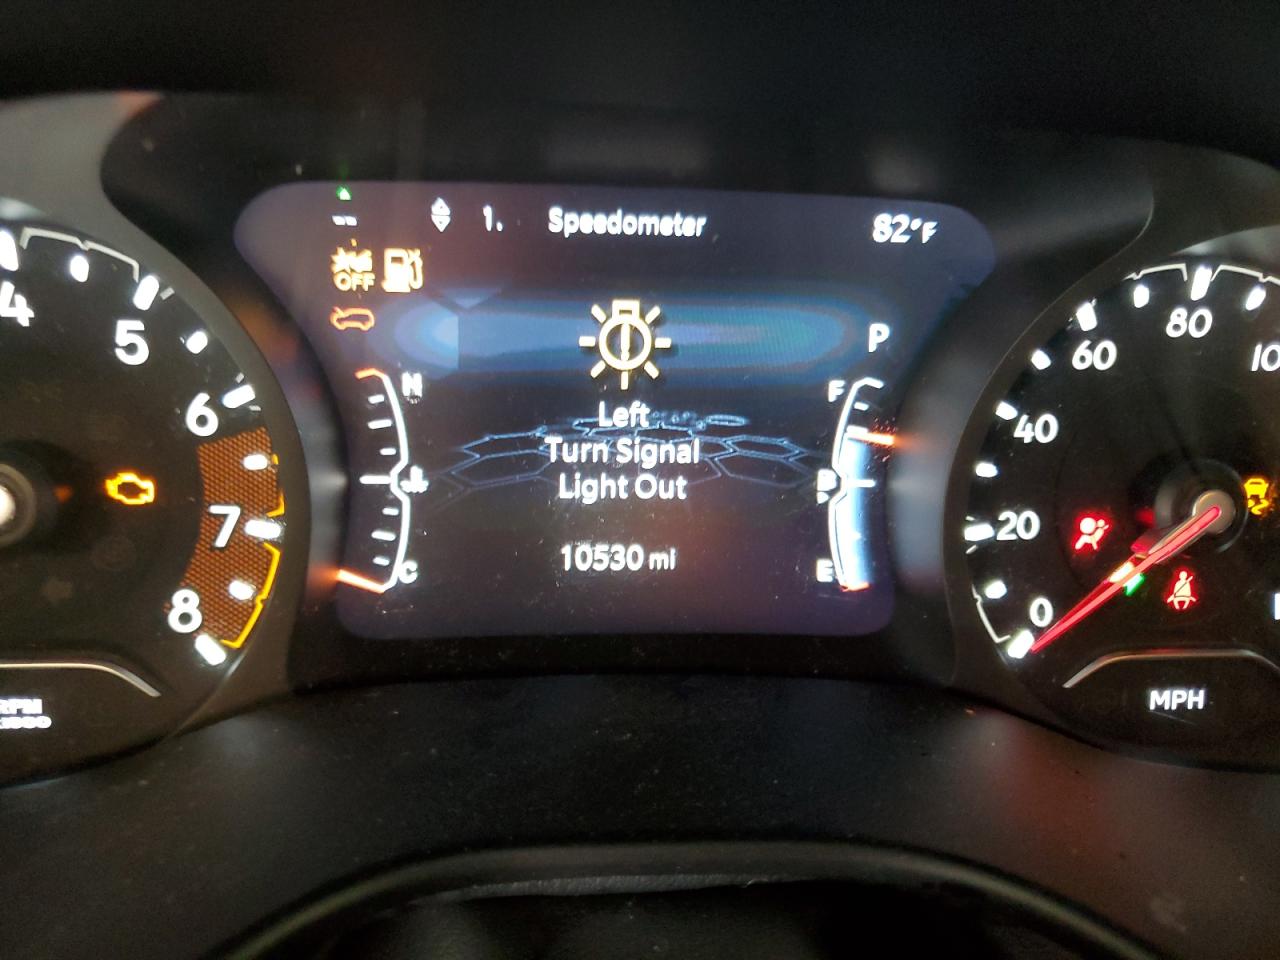 1. Speedometer 82°F
OFF
P
Left
Turn Signal
Light Out
10530 mi
H
C
F
E
4
5
6
7
8
RPM
0
20
40
60
80
MPH